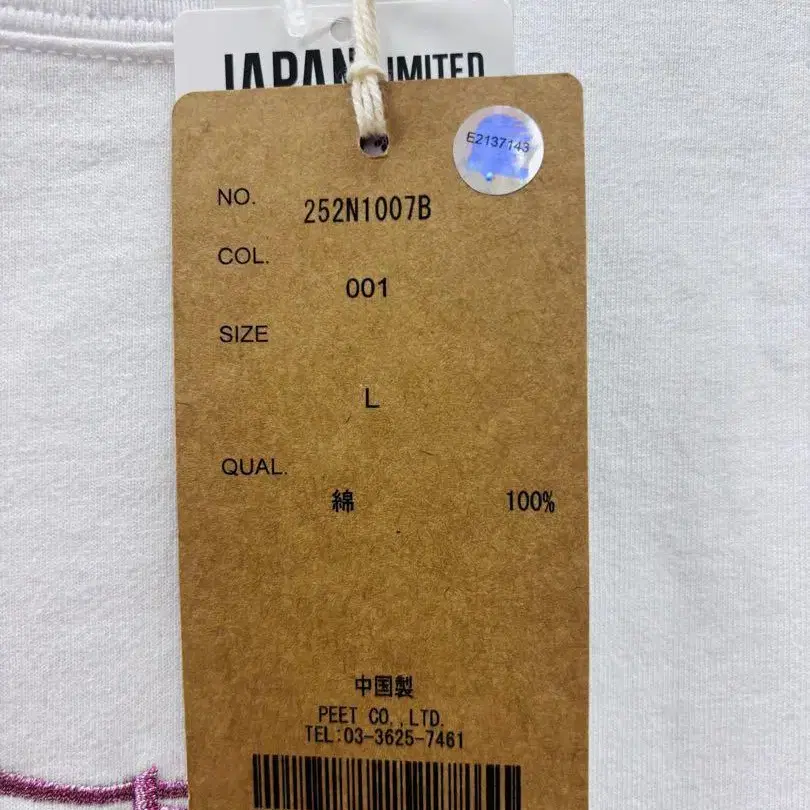 JAPAN LIMITED
E2137143
NO. 252N1007B
COL.
001
SIZE
L
QUAL.
綿 100%
中国製
PEET CO.,LTD.
TEL:03-3625-7461